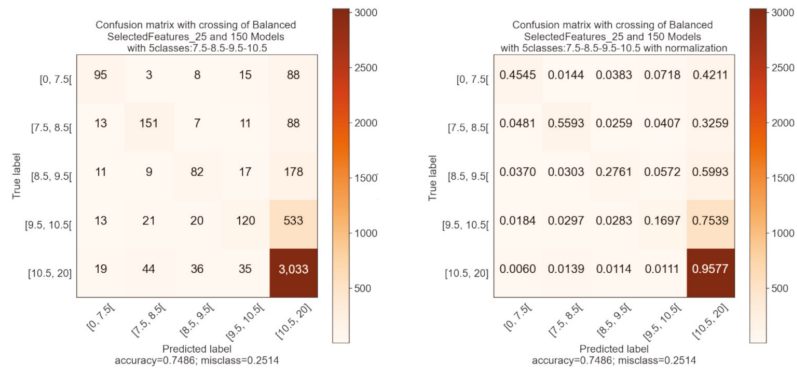 Confusion matrix with crossing of Balanced
SelectedFeatures_25 and 150 Models
with 5classes:7.5-8.5-9.5-10.5
True label
[0, 7.5[ 95 3 8 15 88
[7.5, 8.5[ 13 151 7 11 88
[8.5, 9.5[ 11 9 82 17 178
[9.5, 10.5[ 13 21 20 120 533
[10.5, 20] 19 44 36 35 3,033
[0, 7.5[ [7.5, 8.5[ [8.5, 9.5[ [9.5, 10.5[ [10.5, 20]
Predicted label
accuracy=0.7486; misclass=0.2514
3000
2500
2000
1500
1000
500
Confusion matrix with crossing of Balanced
SelectedFeatures_25 and 150 Models
with 5classes:7.5-8.5-9.5-10.5 with normalization
True label
[0, 7.5[ 0.4545 0.0144 0.0383 0.0718 0.4211
[7.5, 8.5[ 0.0481 0.5593 0.0259 0.0407 0.3259
[8.5, 9.5[ 0.0370 0.0303 0.2761 0.0572 0.5993
[9.5, 10.5[ 0.0184 0.0297 0.0283 0.1697 0.7539
[10.5, 20] 0.0060 0.0139 0.0114 0.0111 0.9577
[0, 7.5[ [7.5, 8.5[ [8.5, 9.5[ [9.5, 10.5[ [10.5, 20]
Predicted label
accuracy=0.7486; misclass=0.2514
3000
2500
2000
1500
1000
500